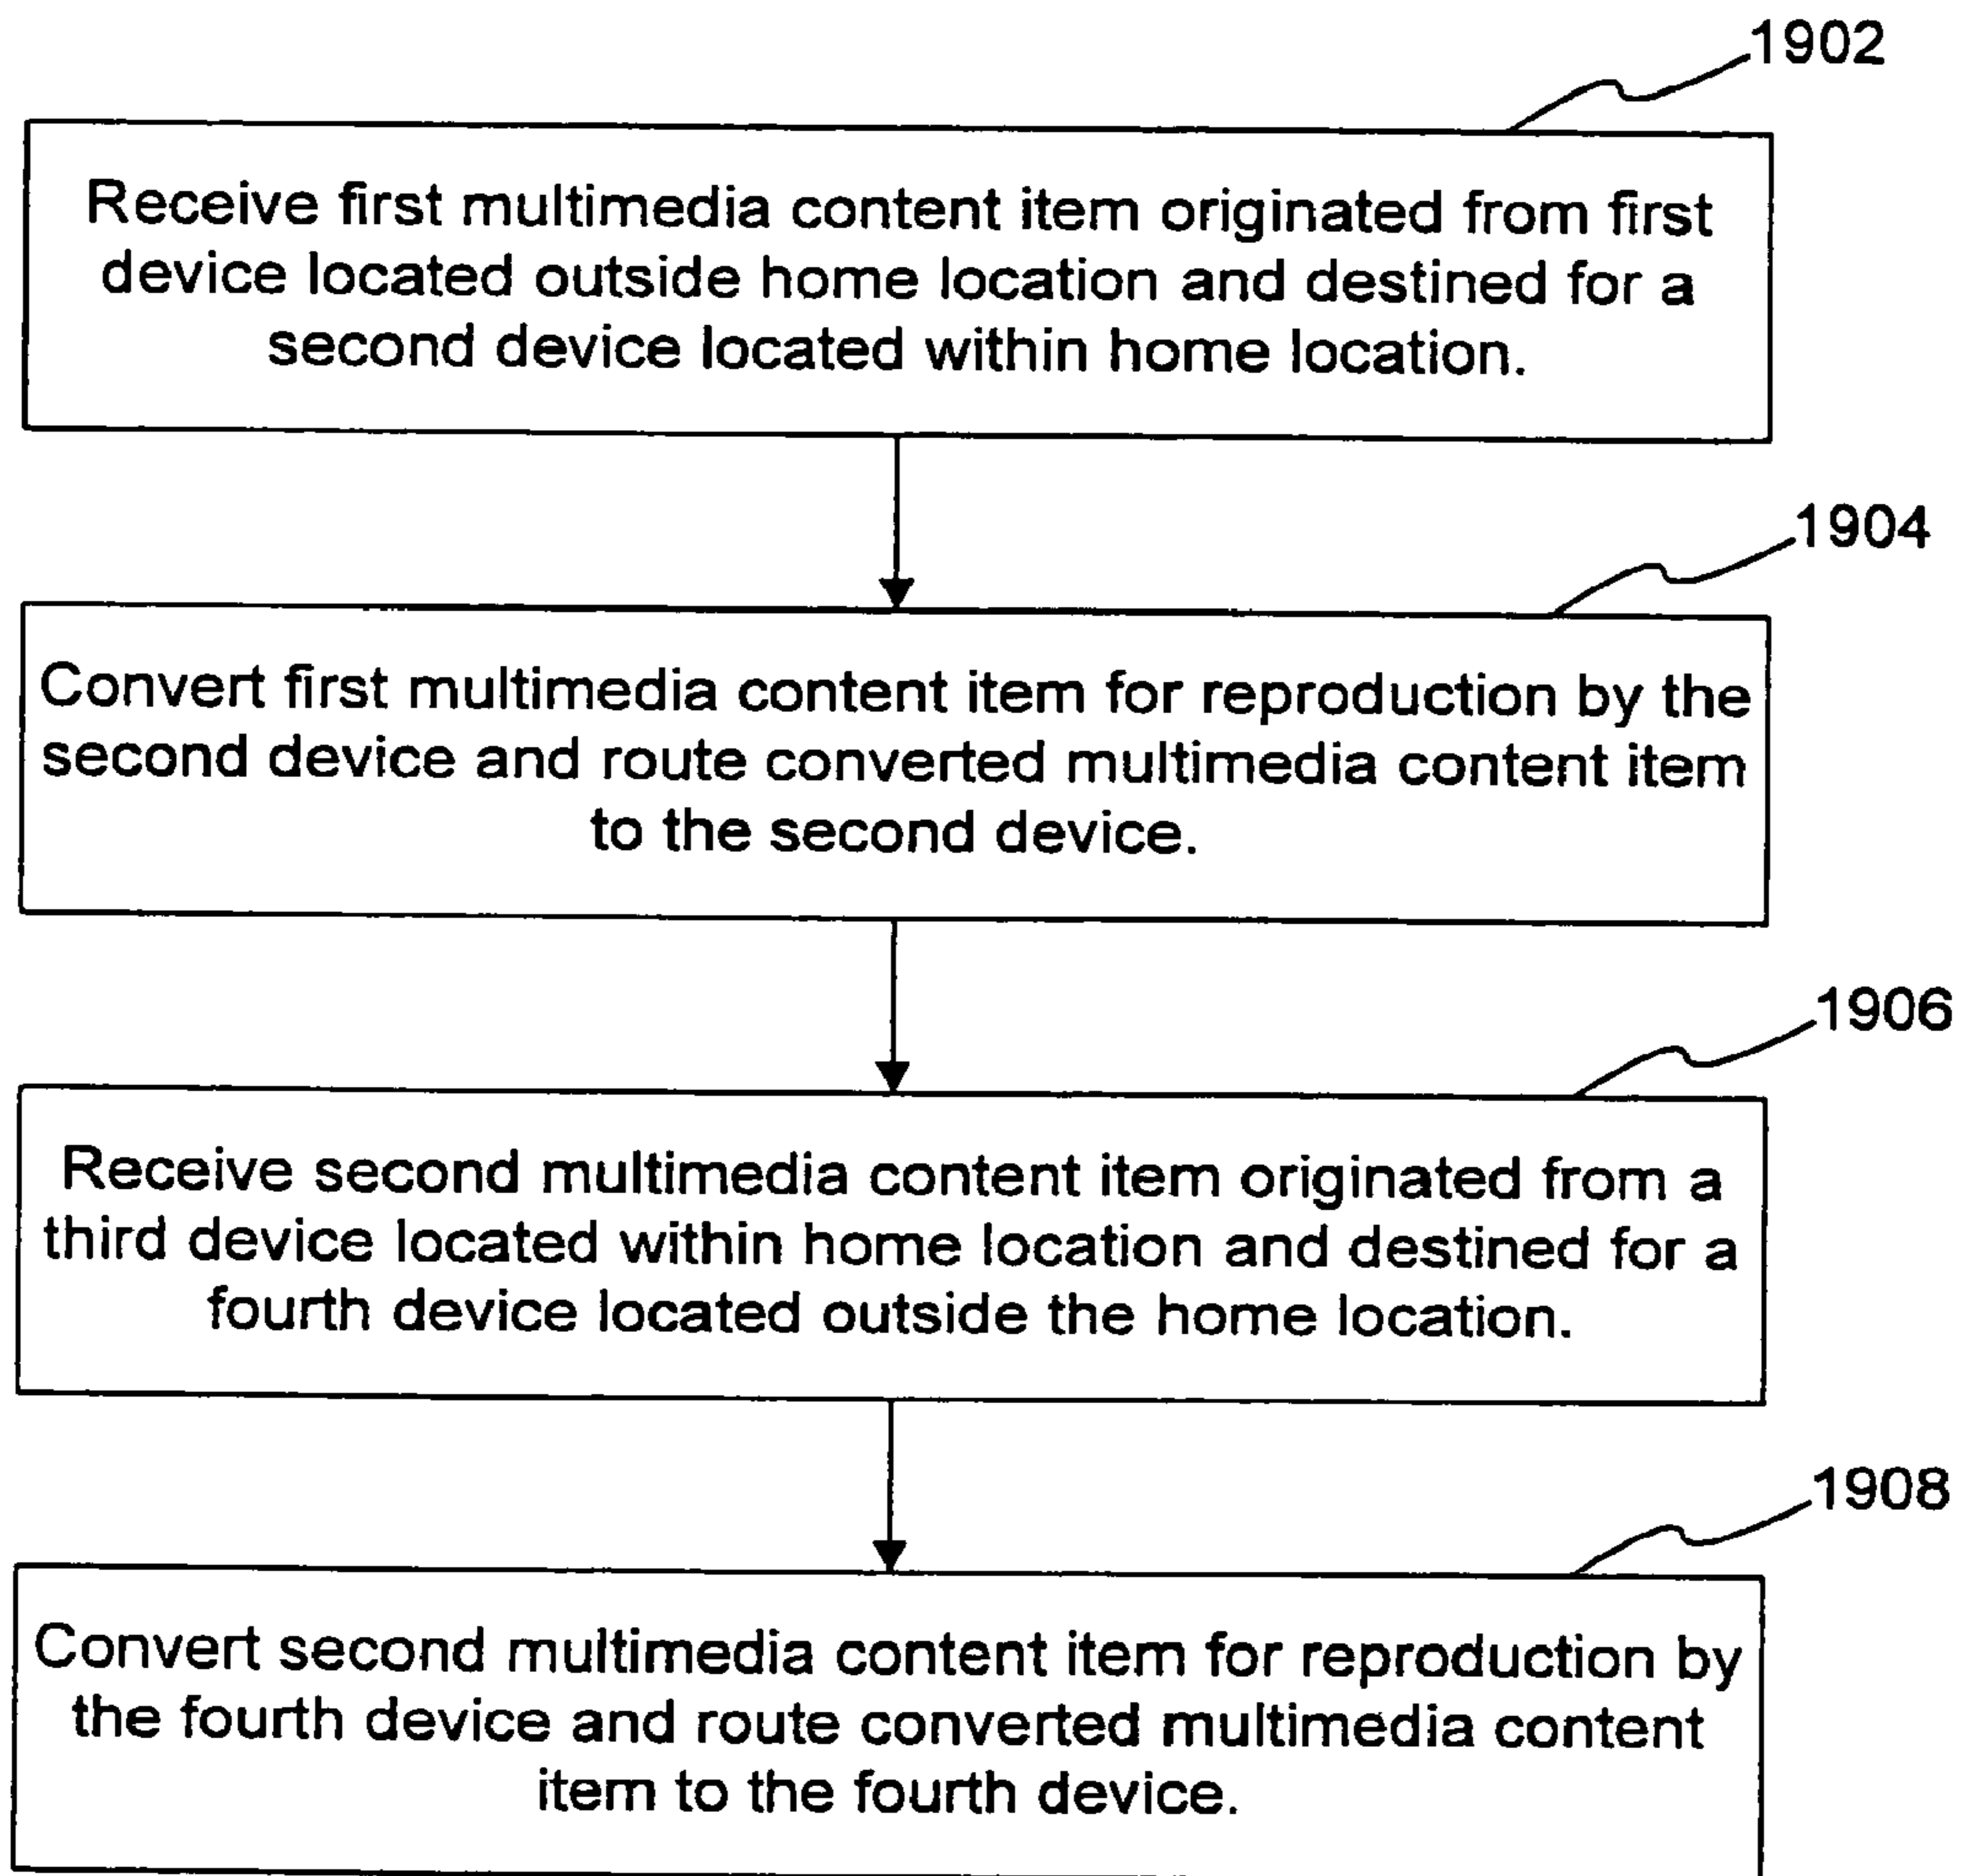 1902
Receive first multimedia content item originated from first
device located outside home location and destined for a
second device located within home location.
1904
Convert first multimedia content item for reproduction by the
second device and route converted multimedia content item
to the second device.
1906
Receive second multimedia content item originated from a
third device located within home location and destined for a
fourth device located outside the home location.
1908
Convert second multimedia content item for reproduction by
the fourth device and route converted multimedia content
item to the fourth device.